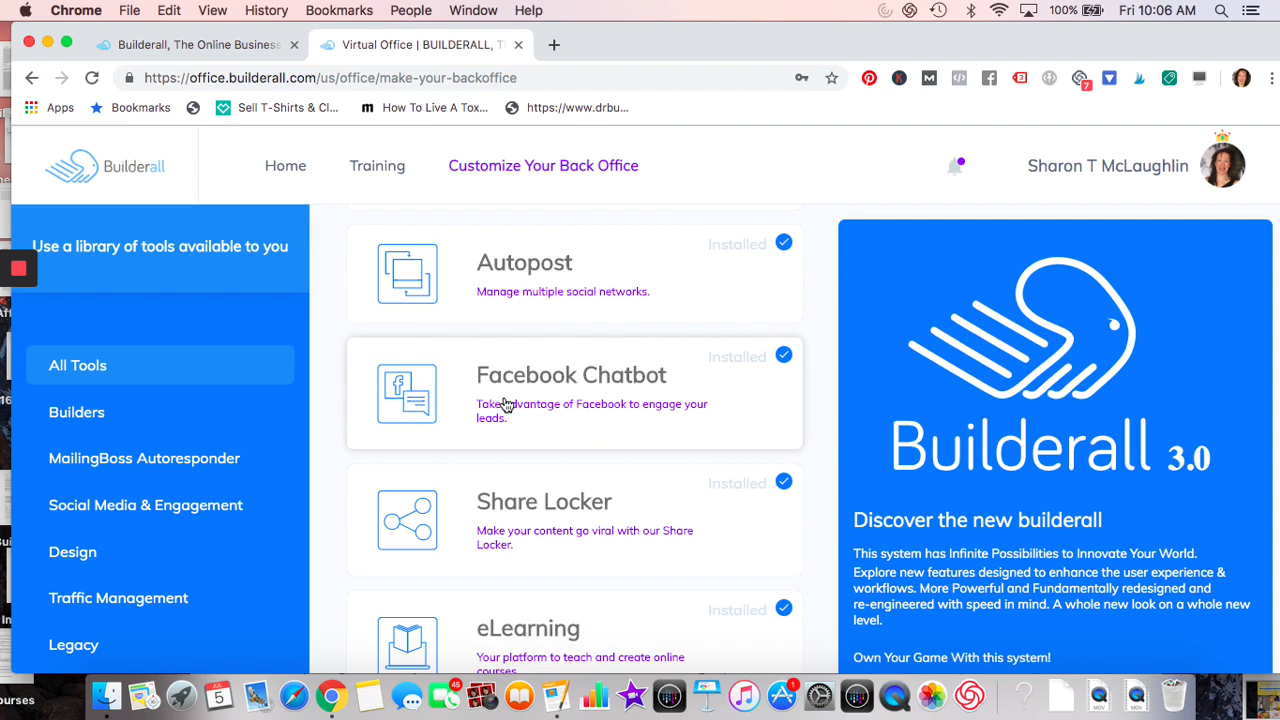 Chrome File Edit View History Bookmarks People Window Help 100% Fri 10:06 AM
Builderall, The Online Business Virtual Office | BUILDERALL, T
https://office.builderall.com/us/office/make-your-backoffice 7
Apps Bookmarks Sell T-Shirts & Cl... How To Live A Tox... https://www.drbu...
Builderall Home Training Customize Your Back Office Sharon T McLaughlin
Use a library of tools available to you
All Tools
Builders
MailingBoss Autoresponder
Social Media & Engagement
Design
Traffic Management
Legacy
Autopost Installed
Manage multiple social networks.
Facebook Chatbot Installed
Take advantage of Facebook to engage your
leads.
Share Locker Installed
Make your content go viral with our Share
Locker.
eLearning Installed
Your platform to teach and create online
courses
Builderall 3.0
Discover the new builderall
This system has Infinite Possibilities to Innovate Your World.
Explore new features designed to enhance the user experience &
workflows. More Powerful and Fundamentally redesigned and
re-engineered with speed in mind. A whole new look on a whole new
level.
Own Your Game With this system!
5 45 1
ourses